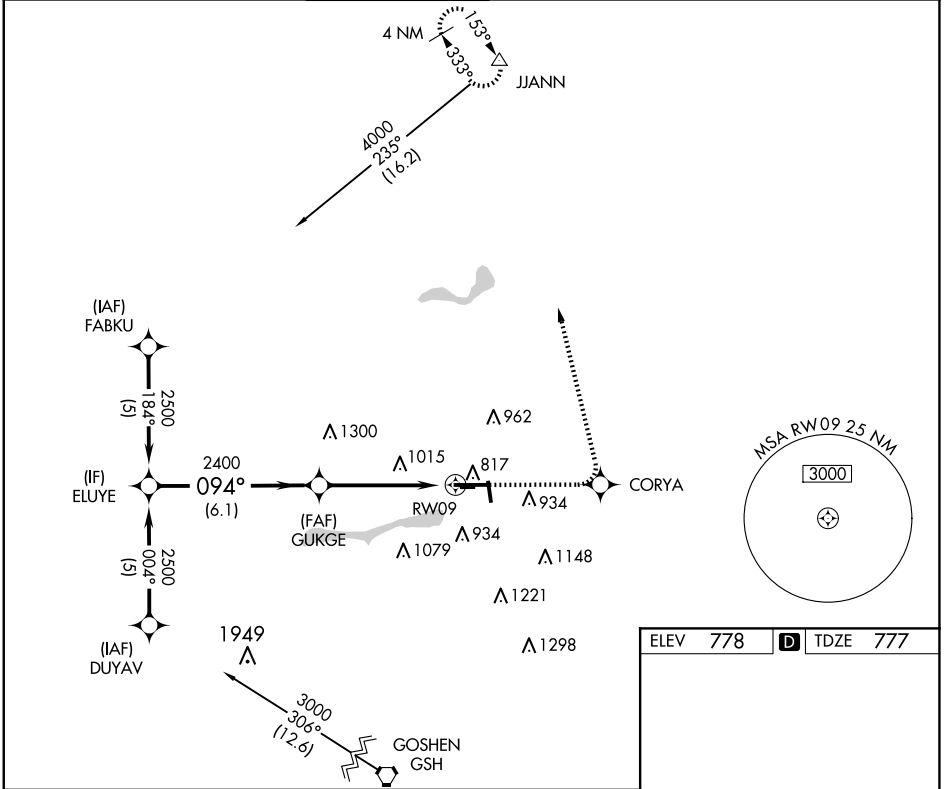 4 NM
153°
333°
JJANN
4000
235°
(16.2)
(IAF)
FABKU
2500
184°
(5)
1300
962
1015
817
(IF)
ELUYE
2400
094°
(6.1)
(FAF)
GUKGE
RW09
CORYA
934
934
1079
1148
1221
1298
2500
004°
(5)
(IAF)
DUYAV
1949
3000
306°
(12.6)
GOSHEN
GSH
MSA RW09 25 NM
3000
ELEV 778 D TDZE 777